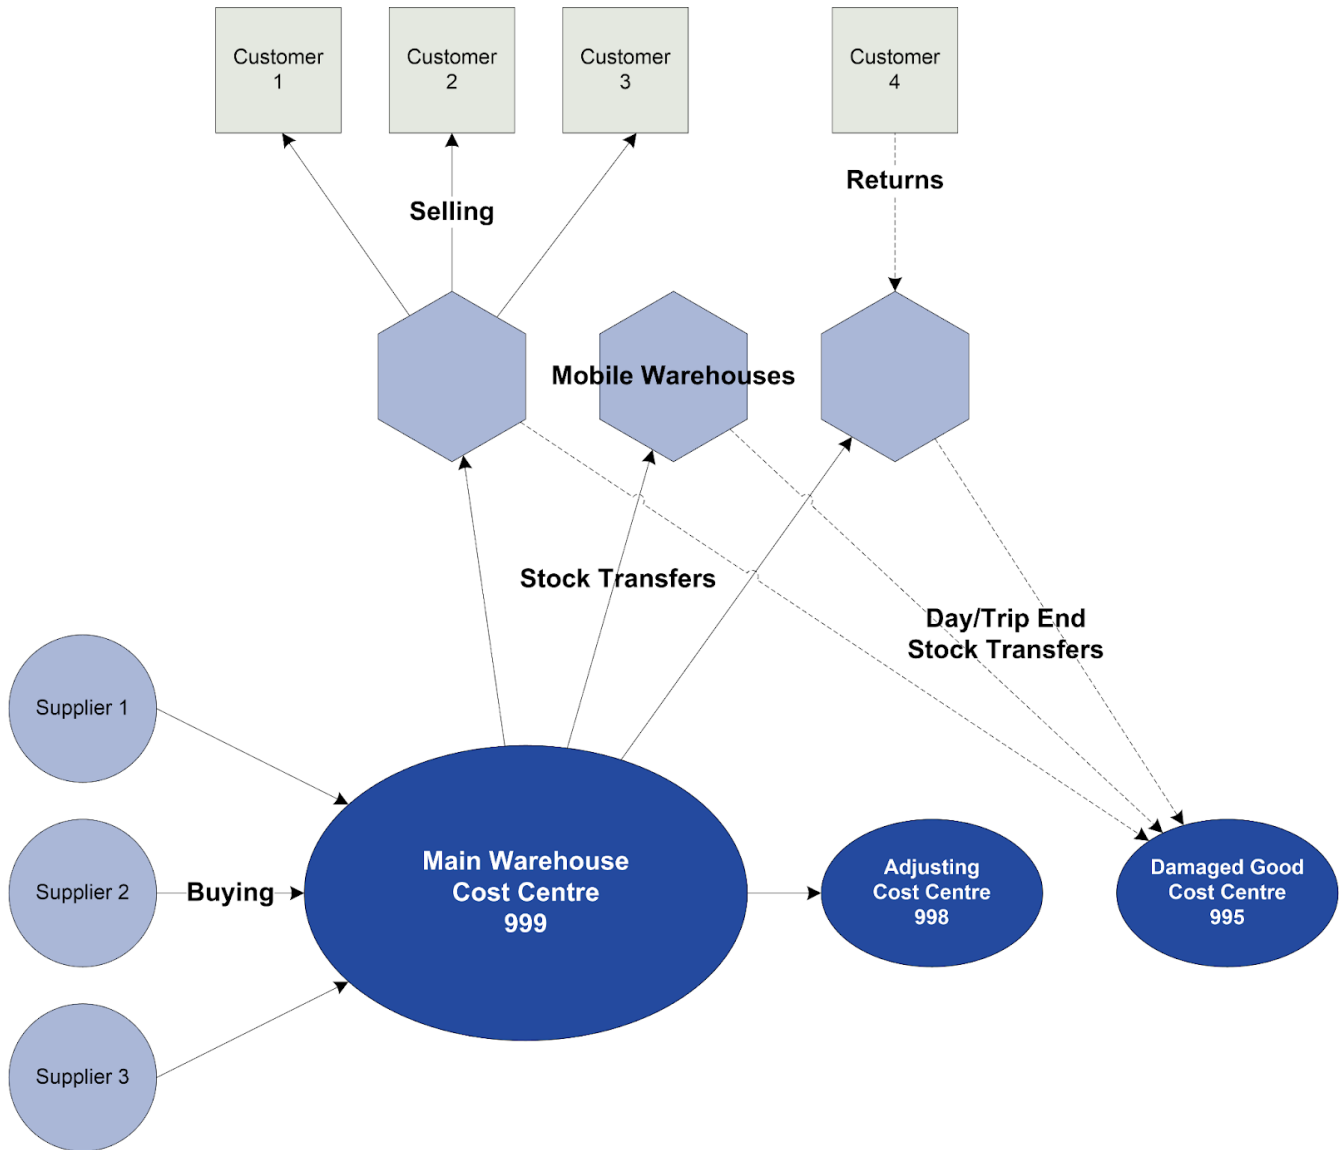 Customer
1
Customer
2
Customer
3
Customer
4
Returns
Selling
Mobile Warehouses
Stock Transfers
Day/Trip End
Stock Transfers
Supplier 1
Supplier 2
Buying
Main Warehouse
Cost Centre
999
Adjusting
Cost Centre
998
Damaged Good
Cost Centre
995
Supplier 3